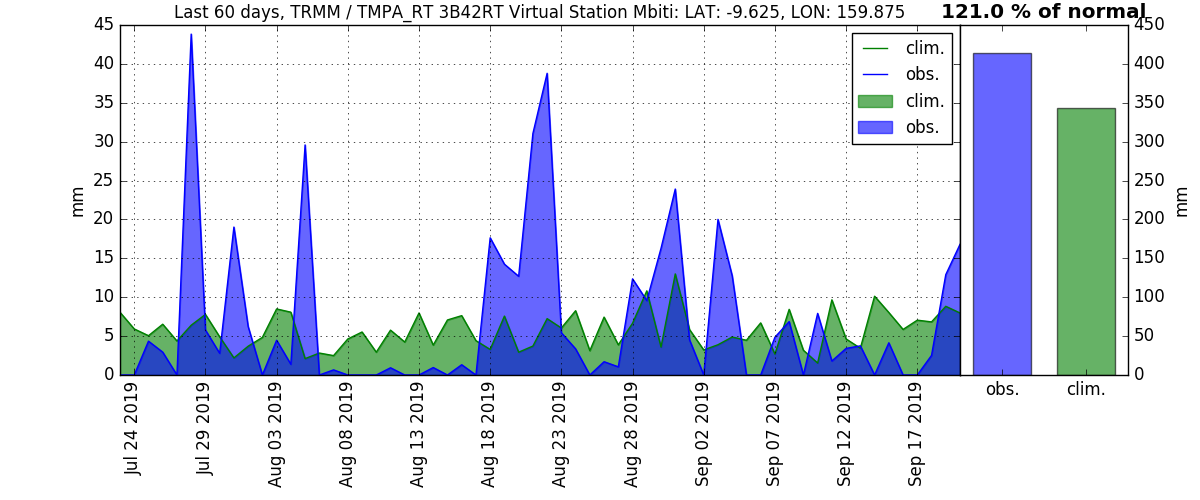 Last 60 days, TRMM / TMPA_RT 3B42RT Virtual Station Mbiti: LAT: -9.625, LON: 159.875
121.0 % of normal
45
40
35
30
25
20
15
10
5
0
mm
clim.
obs.
clim.
obs.
Jul 24 2019
Jul 29 2019
Aug 03 2019
Aug 08 2019
Aug 13 2019
Aug 18 2019
Aug 23 2019
Aug 28 2019
Sep 02 2019
Sep 07 2019
Sep 12 2019
Sep 17 2019
450
400
350
300
250
200
150
100
50
0
mm
obs.
clim.